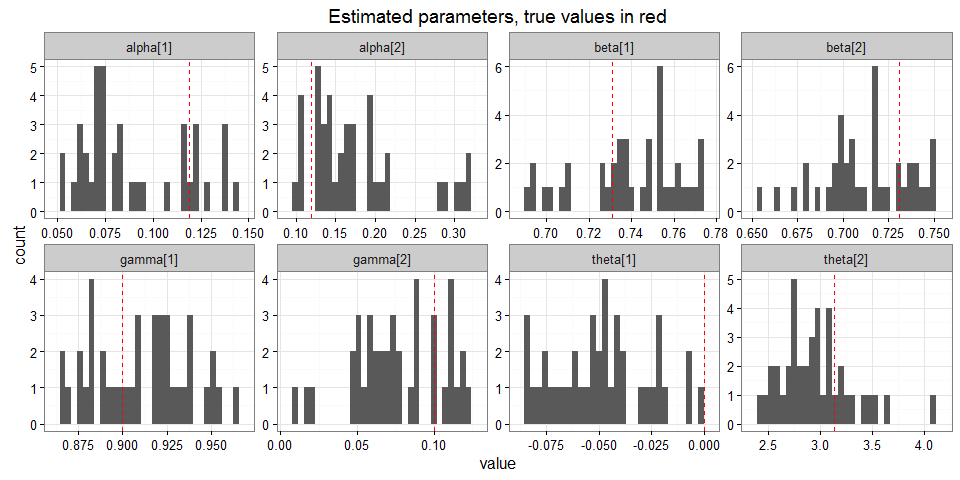 Estimated parameters, true values in red
alpha[1] alpha[2] beta[1] beta[2]
5 5 6 6
4 4
3 3 4 4
2 2 2 2
1 1
0 0 0 0
0.050 0.075 0.100 0.125 0.150 0.10 0.15 0.20 0.25 0.30 0.70 0.72 0.74 0.76 0.78 0.650 0.675 0.700 0.725 0.750
count
gamma[1] gamma[2] theta[1] theta[2]
4 4 4 5
3 3 3 4
2 2 2 3
1 1 1 2
0 0 0 1
0
0.875 0.900 0.925 0.950 0.00 0.05 0.10 -0.075 -0.050 -0.025 0.000 2.5 3.0 3.5 4.0
value